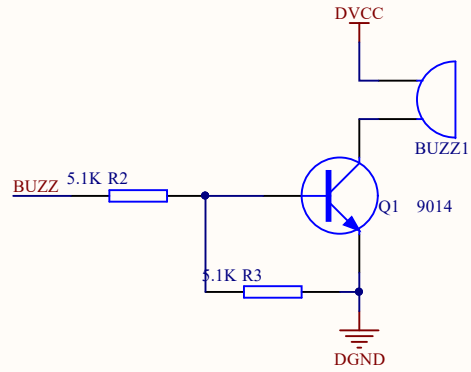 DVCC
BUZZ1
BUZZ
5.1K R2
Q1 9014
5.1K R3
DGND